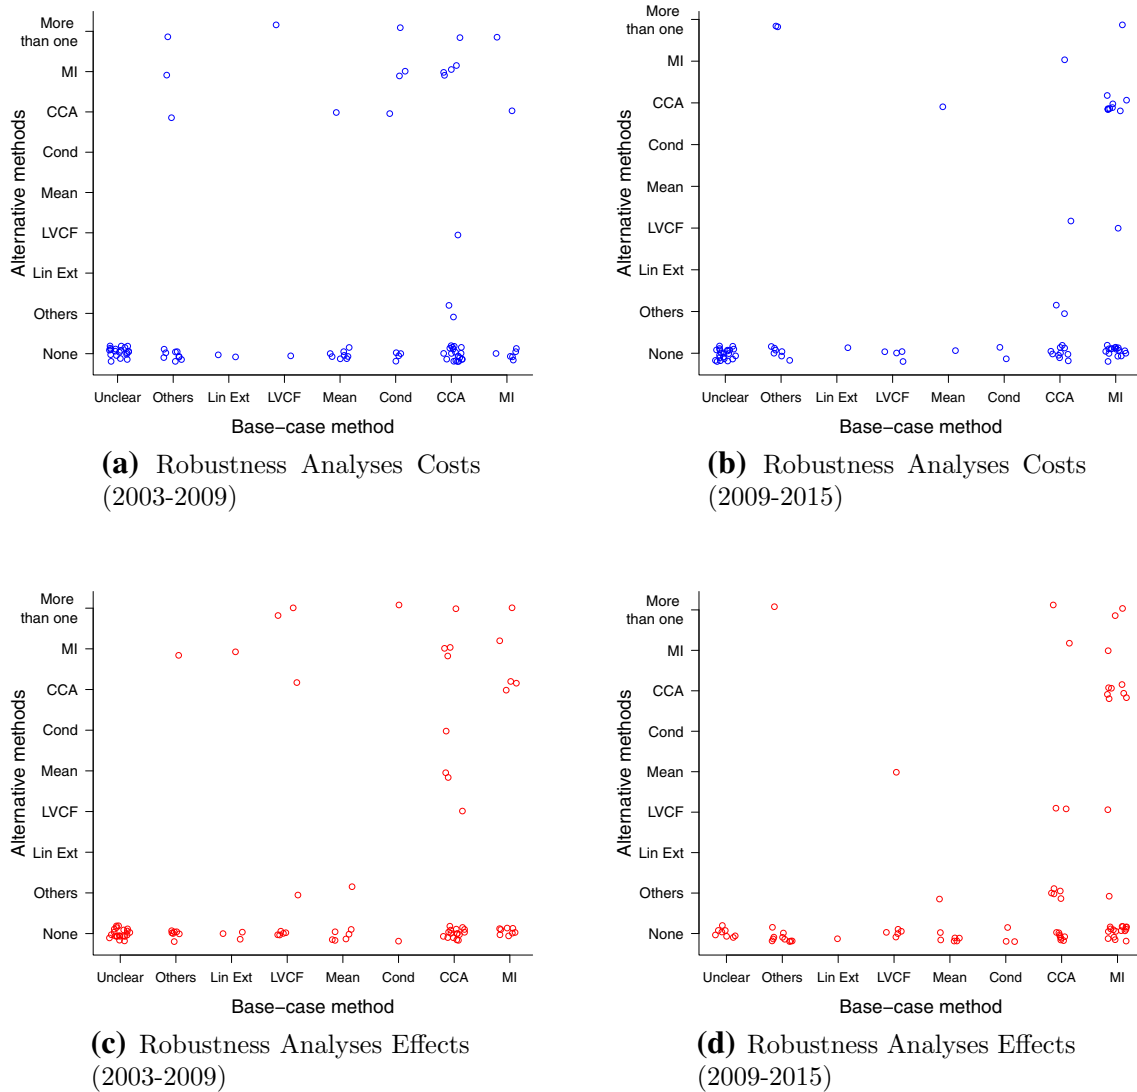 More
than one
MI
CCA
Cond
Mean
LVCF
Lin Ext
Others
None
Alternative methods
Unclear Others Lin Ext LVCF Mean Cond CCA MI
Base−case method
(a) Robustness Analyses Costs
(2003-2009)
More
than one
MI
CCA
Cond
Mean
LVCF
Lin Ext
Others
None
Alternative methods
Unclear Others Lin Ext LVCF Mean Cond CCA MI
Base−case method
(b) Robustness Analyses Costs
(2009-2015)
More
than one
MI
CCA
Cond
Mean
LVCF
Lin Ext
Others
None
Alternative methods
Unclear Others Lin Ext LVCF Mean Cond CCA MI
Base−case method
(c) Robustness Analyses Effects
(2003-2009)
More
than one
MI
CCA
Cond
Mean
LVCF
Lin Ext
Others
None
Alternative methods
Unclear Others Lin Ext LVCF Mean Cond CCA MI
Base−case method
(d) Robustness Analyses Effects
(2009-2015)